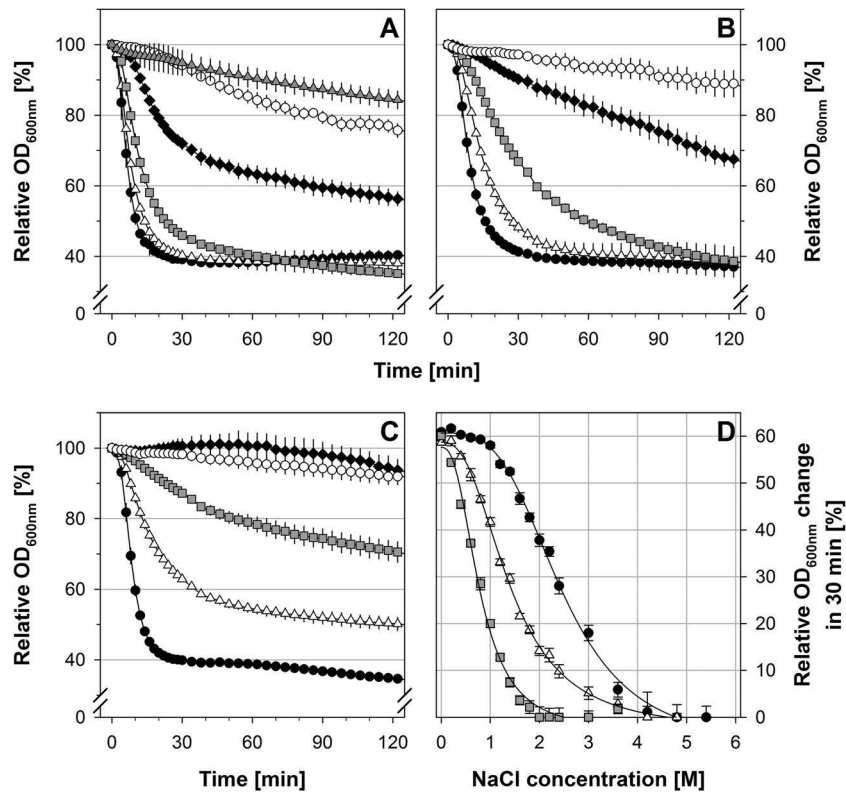 A
B
100
80
60
40
0
Relative OD600nm [%]
100
80
60
40
0
Relative OD600nm [%]
0 30 60 90 120
0 30 60 90 120
Time [min]
C
D
100
80
60
40
0
Relative OD600nm [%]
60
50
40
30
20
10
0
Relative OD600nm change
in 30 min [%]
0 30 60 90 120
0 1 2 3 4 5 6
Time [min]
NaCl concentration [M]